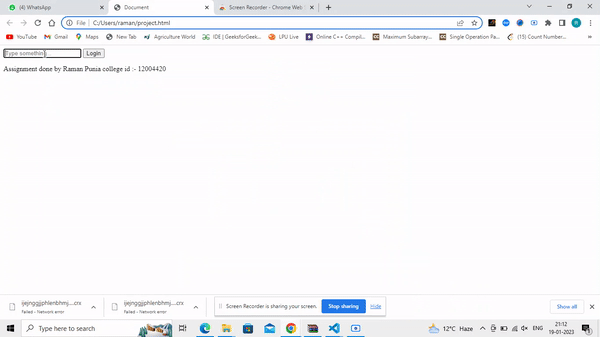 (4) WhatsApp
Document
Screen Recorder - Chrome Web
File C:/Users/raman/project.html
YouTube Gmail Maps New Tab Agriculture World IDE | GeeksforGeek... LPU Live Online C++ Compil... Maximum Subarray... Single Operation Pa... (15) Count Number...
Type something... Login
Assignment done by Raman Punia college id :- 12004420
ijejnggjjphlenbhmj....crx
Failed - Network error
ijejnggjjphlenbhmj....crx
Failed - Network error
Screen Recorder is sharing your screen. Stop sharing Hide
Show all
Type here to search
12°C Haze
ENG
21:12
19-01-2023